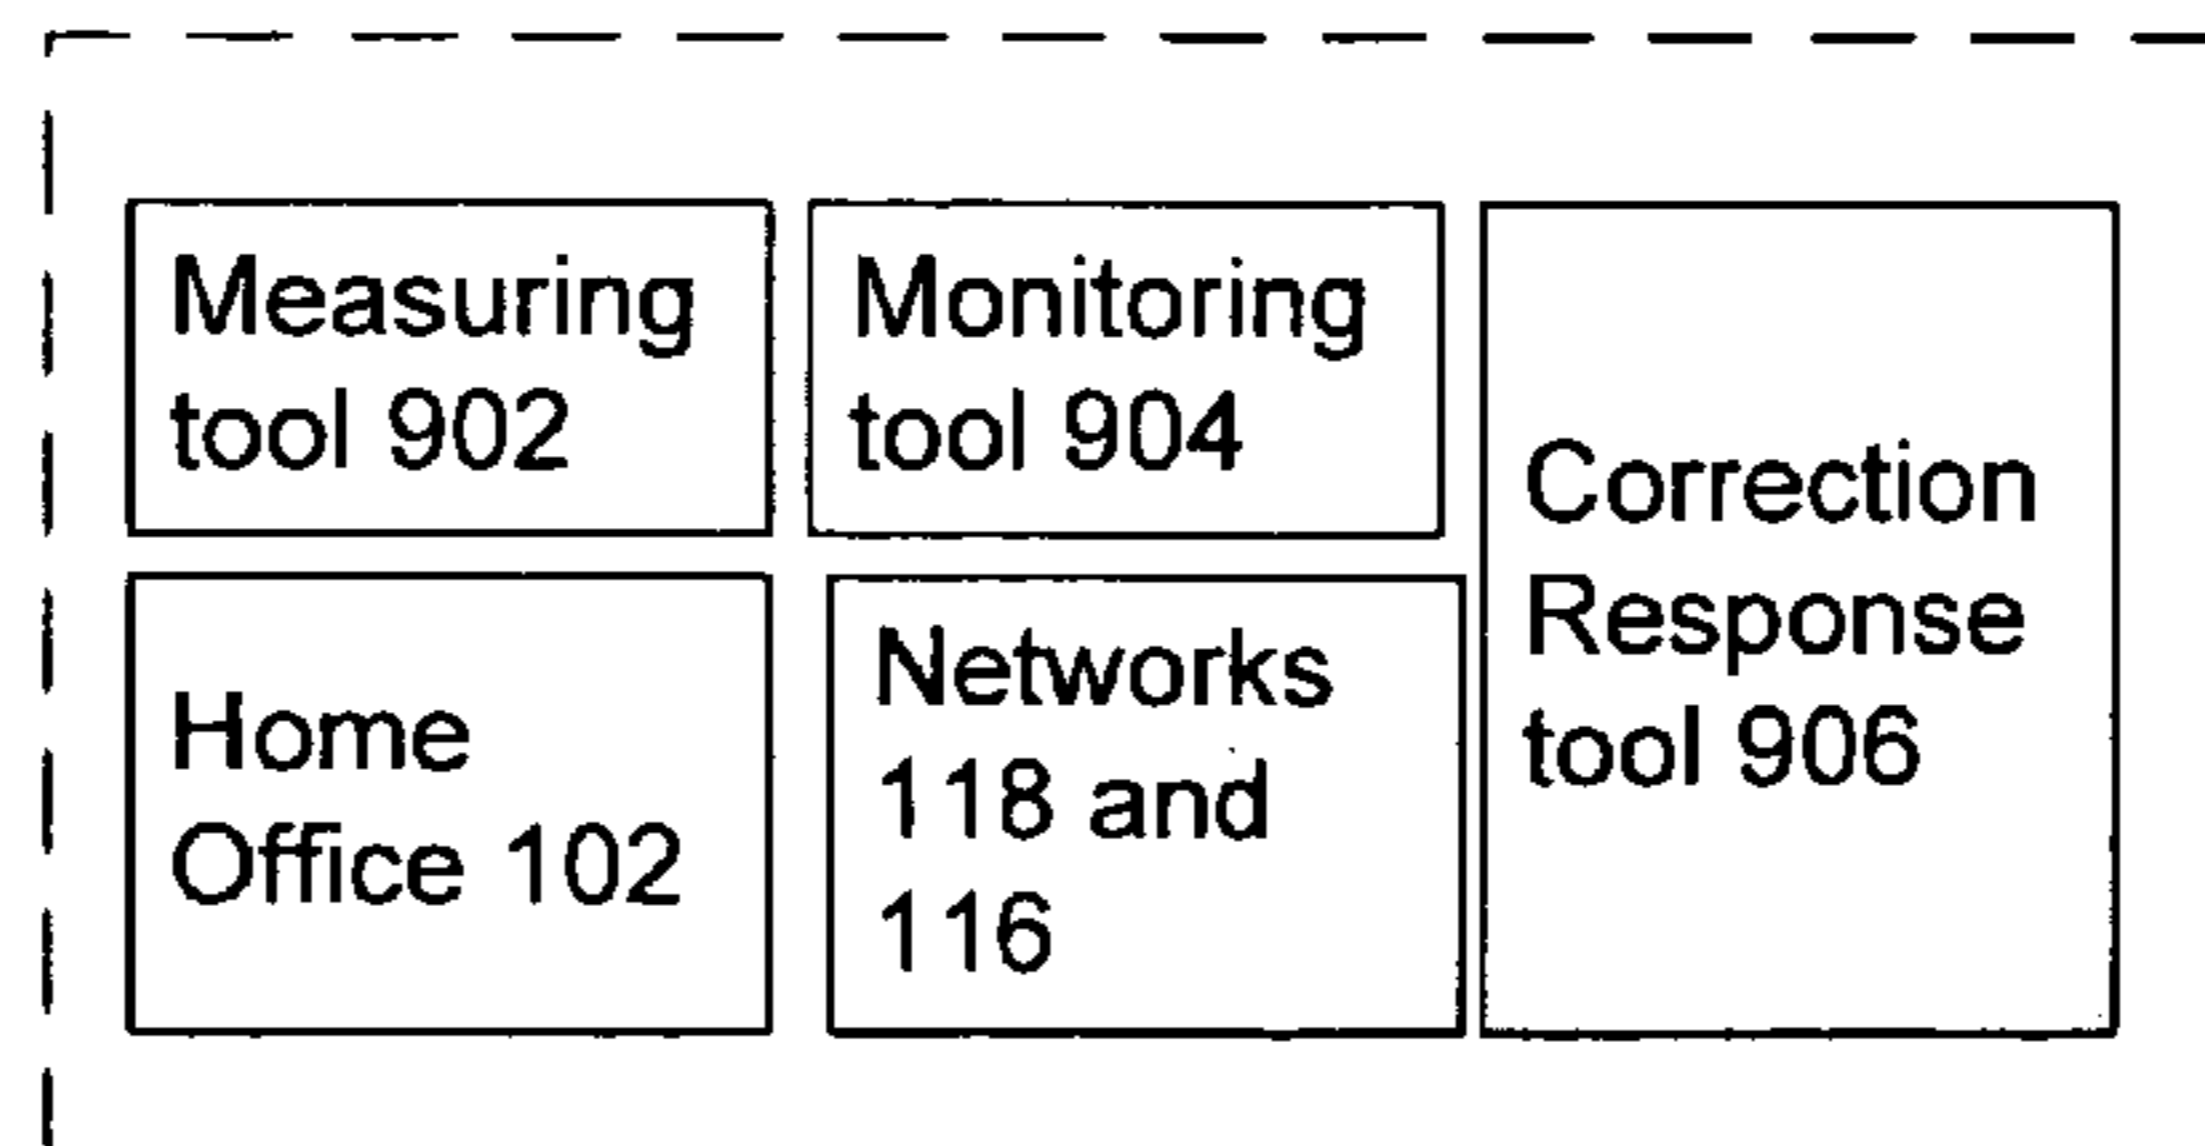 Measuring
tool 902
Monitoring
tool 904
Correction
Response
tool 906
Home
Office 102
Networks
118 and
116